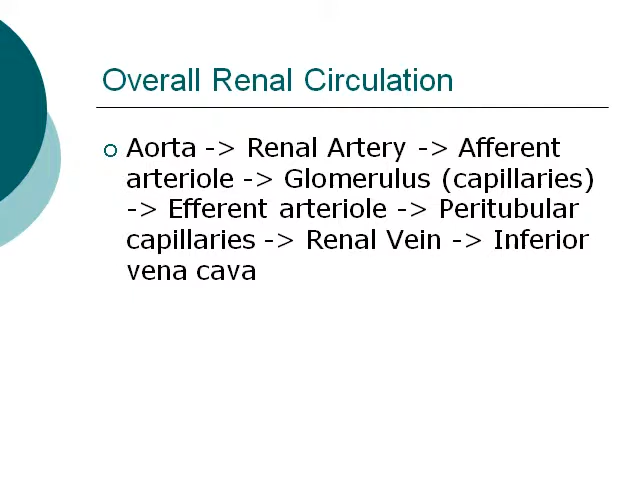 Overall Renal Circulation
Aorta -> Renal Artery -> Afferent
arteriole -> Glomerulus (capillaries)
-> Efferent arteriole -> Peritubular
capillaries -> Renal Vein -> Inferior
vena cava